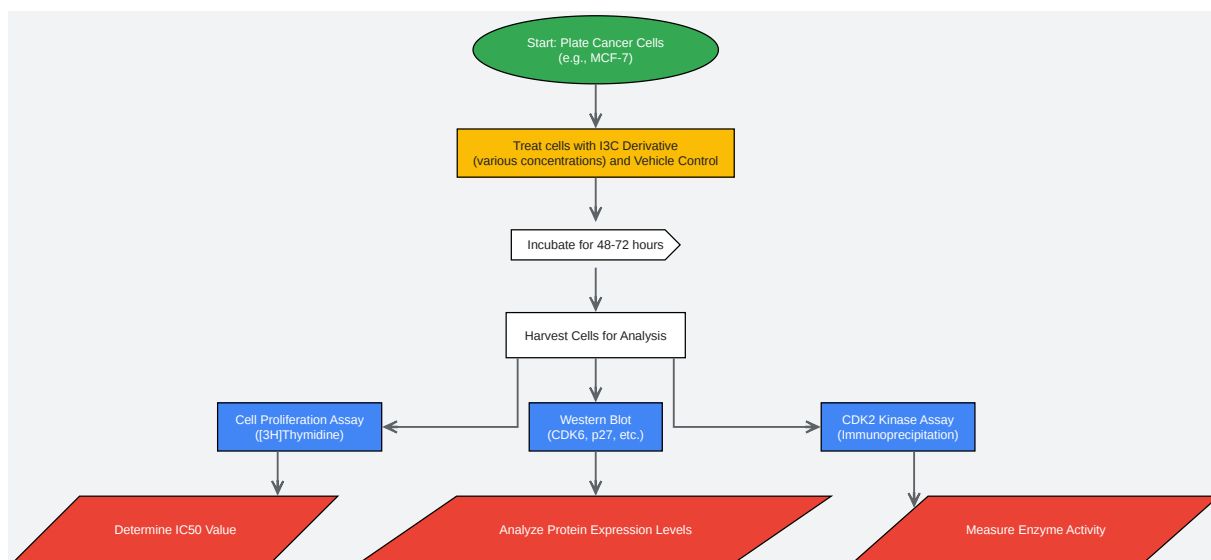 Start: Plate Cancer Cells
(e.g., MCF-7)
Treat cells with I3C Derivative
(various concentrations) and Vehicle Control
Incubate for 48-72 hours
Harvest Cells for Analysis
Cell Proliferation Assay
([3H]Thymidine)
Western Blot
(CDK6, p27, etc.)
CDK2 Kinase Assay
(Immunoprecipitation)
Determine IC50 Value
Analyze Protein Expression Levels
Measure Enzyme Activity